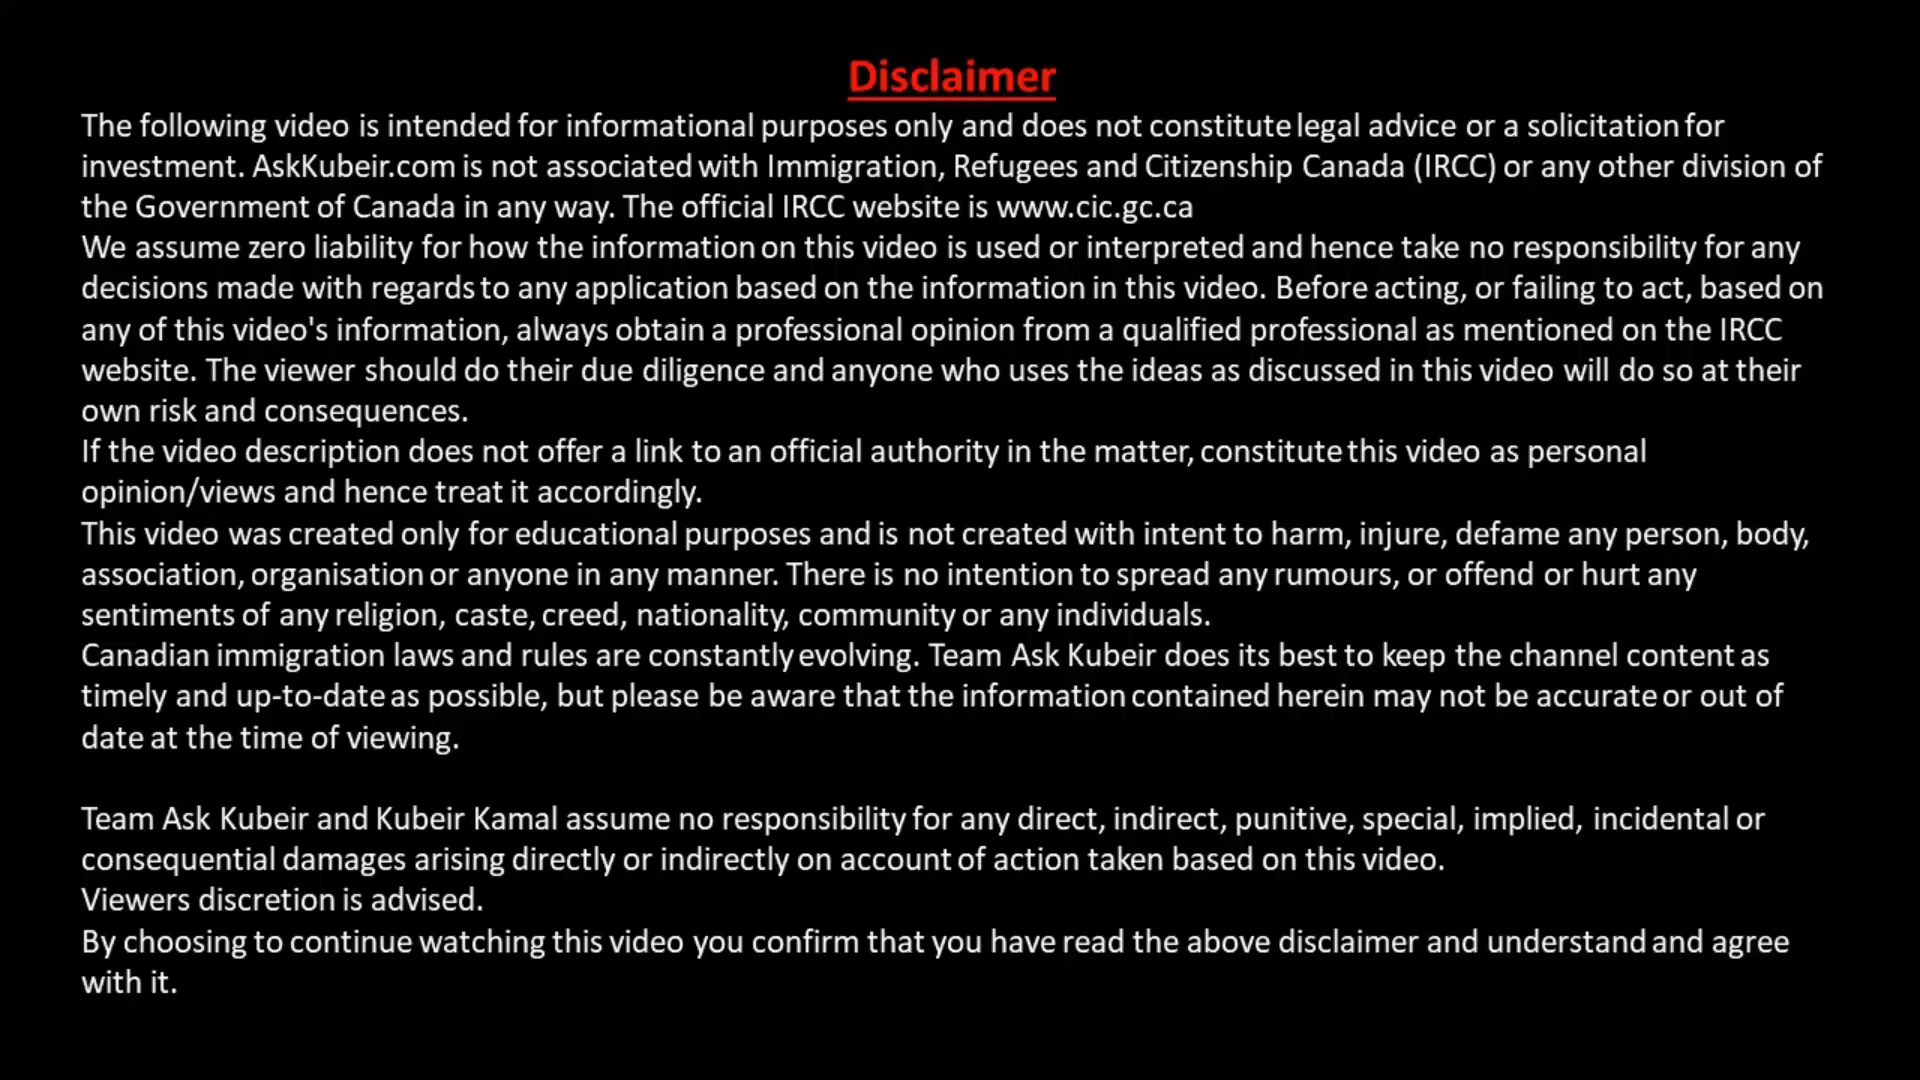 Disclaimer
The following video is intended for informational purposes only and does not constitute legal advice or a solicitation for
investment. AskKubeir.com is not associated with Immigration, Refugees and Citizenship Canada (IRCC) or any other division of
the Government of Canada in any way. The official IRCC website is www.cic.gc.ca
We assume zero liability for how the information on this video is used or interpreted and hence take no responsibility for any
decisions made with regards to any application based on the information in this video. Before acting, or failing to act, based on
any of this video's information, always obtain a professional opinion from a qualified professional as mentioned on the IRCC
website. The viewer should do their due diligence and anyone who uses the ideas as discussed in this video will do so at their
own risk and consequences.
If the video description does not offer a link to an official authority in the matter, constitute this video as personal
opinion/views and hence treat it accordingly.
This video was created only for educational purposes and is not created with intent to harm, injure, defame any person, body,
association, organisation or anyone in any manner. There is no intention to spread any rumours, or offend or hurt any
sentiments of any religion, caste, creed, nationality, community or any individuals.
Canadian immigration laws and rules are constantly evolving. Team Ask Kubeir does its best to keep the channel content as
timely and up-to-date as possible, but please be aware that the information contained herein may not be accurate or out of
date at the time of viewing.
Team Ask Kubeir and Kubeir Kamal assume no responsibility for any direct, indirect, punitive, special, implied, incidental or
consequential damages arising directly or indirectly on account of action taken based on this video.
Viewers discretion is advised.
By choosing to continue watching this video you confirm that you have read the above disclaimer and understand and agree
with it.